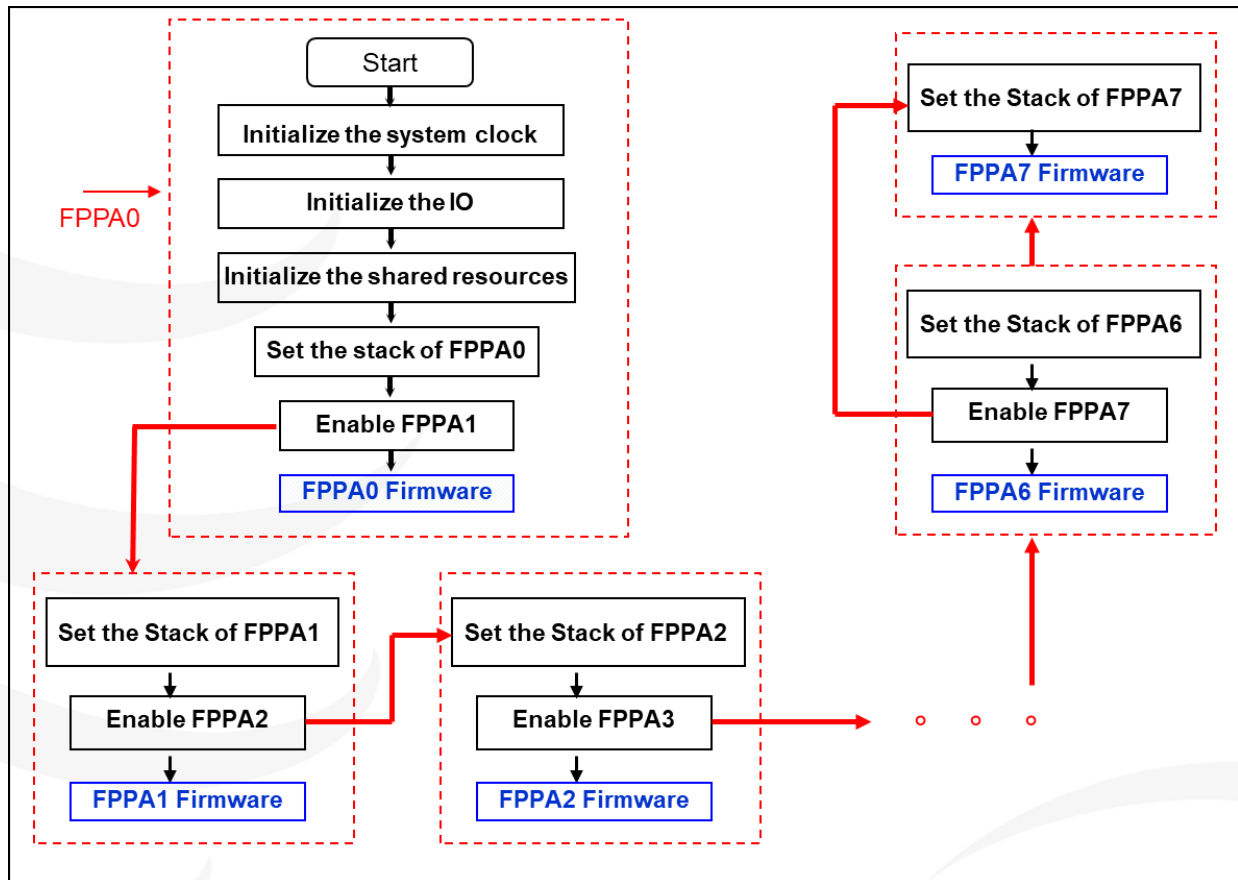 Start
Initialize the system clock
Initialize the IO
FPPA0
Initialize the shared resources
Set the stack of FPPA0
Enable FPPA1
FPPA0 Firmware
Set the Stack of FPPA1
Enable FPPA2
FPPA1 Firmware
Set the Stack of FPPA2
Enable FPPA3
FPPA2 Firmware
Set the Stack of FPPA6
Enable FPPA7
FPPA6 Firmware
Set the Stack of FPPA7
FPPA7 Firmware